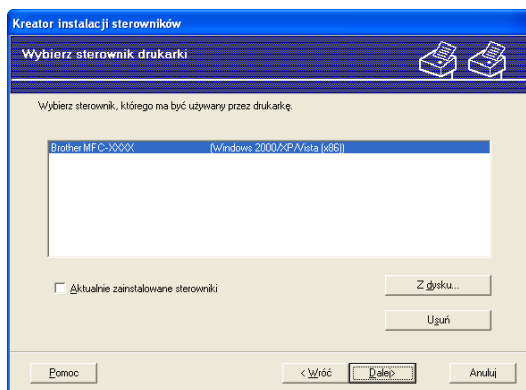 Kreator instalacji sterowników
Wybierz sterownik drukarki
Wybierz sterownik, którego ma być używany przez drukarkę.
Brother MFC-XXXX (Windows 2000/XP/Vista (x86))
Aktualnie zainstalowane sterowniki
Z dysku...
Usuń
Pomoc
< Wróć
Dalej>
Anuluj